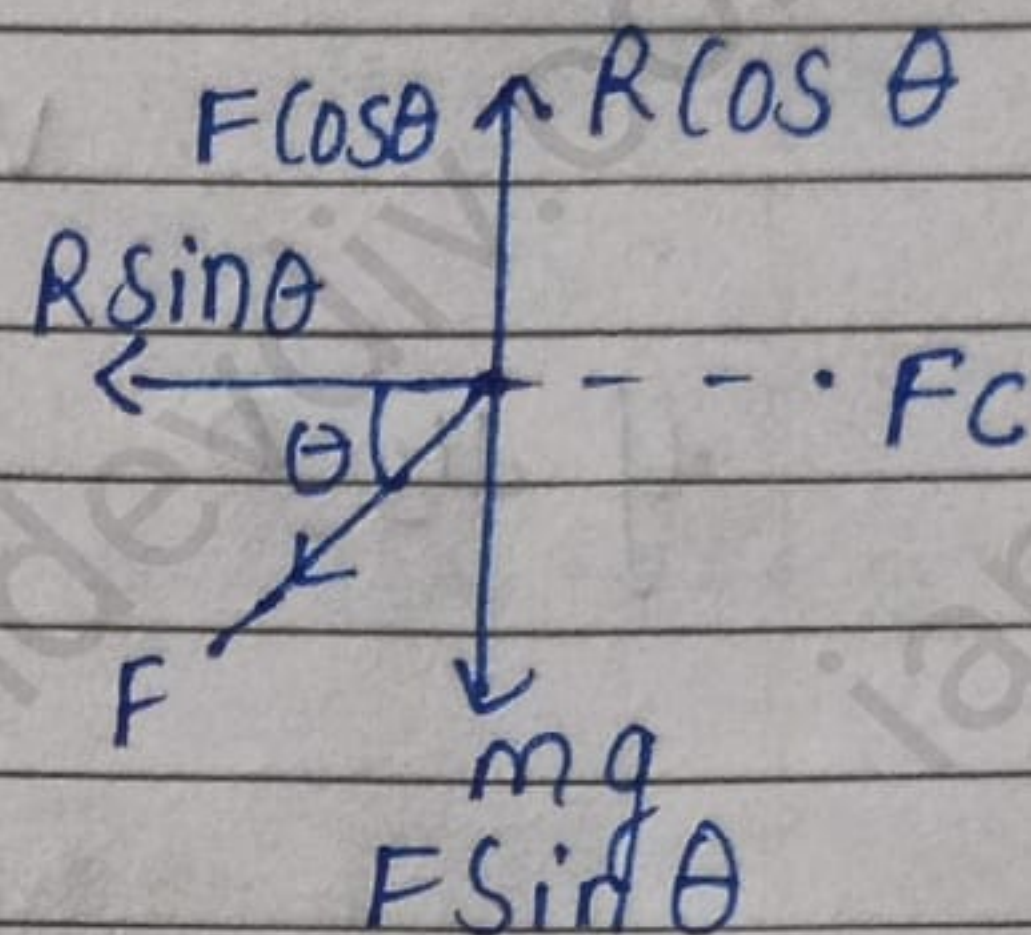 Fcosθ Rcos θ
Rsinθ
Fc
θ
F
mg
Fsinθ